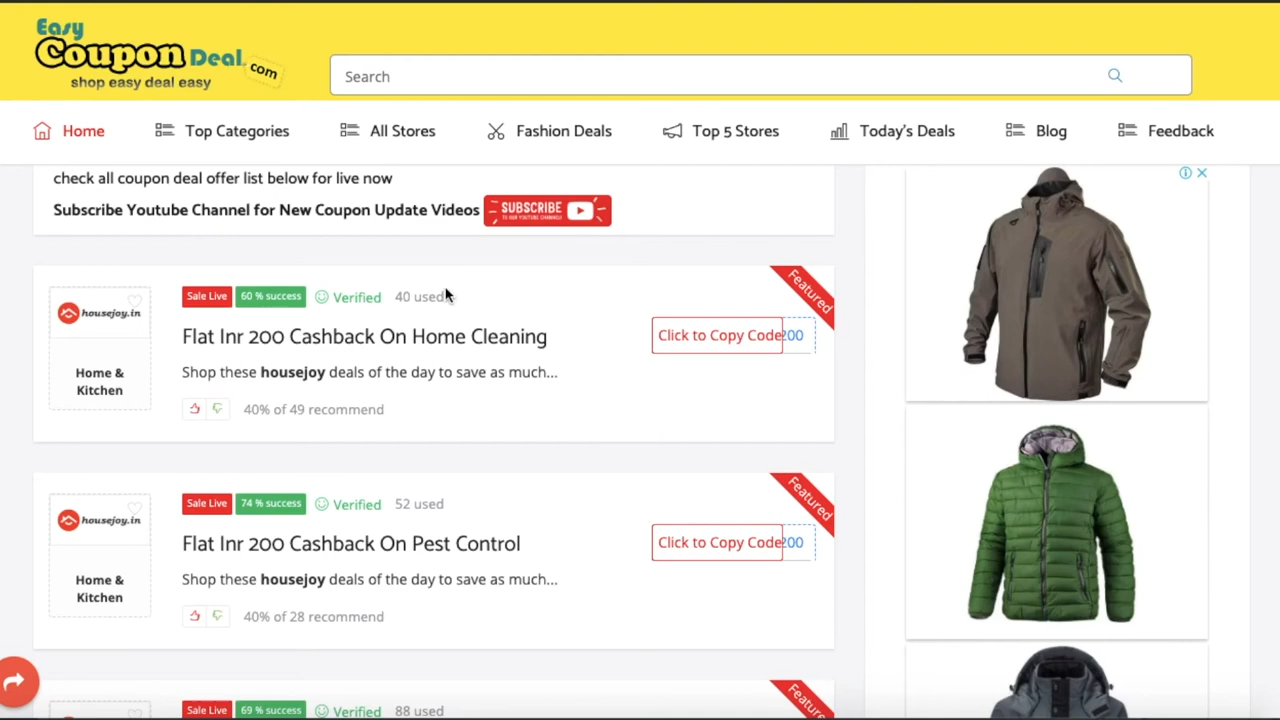 Easy
Coupon Deal.com
shop easy deal easy
Search
Home
Top Categories
All Stores
Fashion Deals
Top 5 Stores
Today's Deals
Blog
Feedback
check all coupon deal offer list below for live now
Subscribe Youtube Channel for New Coupon Update Videos
SUBSCRIBE
TO OUR YOUTUBE CHANNEL
housejoy.in
Home &
Kitchen
Sale Live 60 % success Verified 40 used
Flat Inr 200 Cashback On Home Cleaning
Shop these housejoy deals of the day to save as much...
40% of 49 recommend
Featured
Click to Copy Code 200
housejoy.in
Home &
Kitchen
Sale Live 74 % success Verified 52 used
Flat Inr 200 Cashback On Pest Control
Shop these housejoy deals of the day to save as much...
40% of 28 recommend
Featured
Click to Copy Code 200
Sale Live 69 % success Verified 88 used
Featured